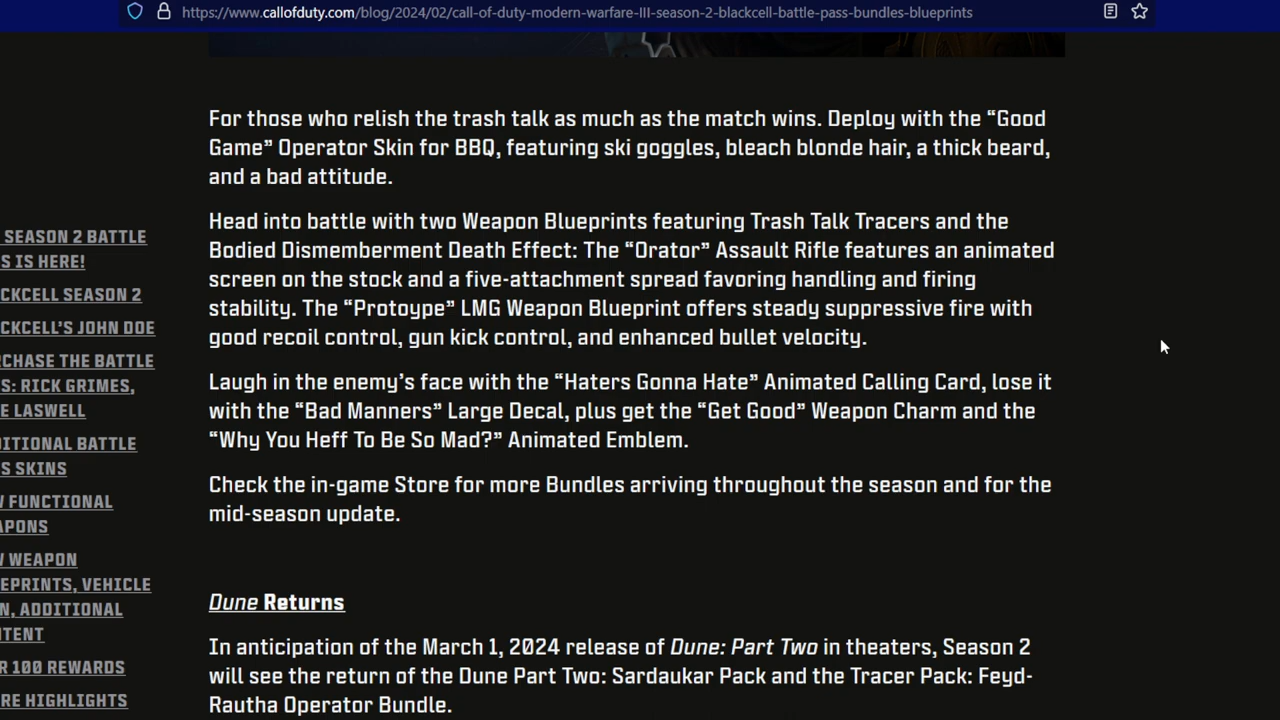 https://www.callofduty.com/blog/2024/02/call-of-duty-modern-warfare-III-season-2-blackcell-battle-pass-bundles-blueprints
For those who relish the trash talk as much as the match wins. Deploy with the “Good
Game” Operator Skin for BBQ, featuring ski goggles, bleach blonde hair, a thick beard,
and a bad attitude.
Head into battle with two Weapon Blueprints featuring Trash Talk Tracers and the
Bodied Dismemberment Death Effect: The “Orator” Assault Rifle features an animated
screen on the stock and a five-attachment spread favoring handling and firing
stability. The “Protoype” LMG Weapon Blueprint offers steady suppressive fire with
good recoil control, gun kick control, and enhanced bullet velocity.
Laugh in the enemy’s face with the “Haters Gonna Hate” Animated Calling Card, lose it
with the “Bad Manners” Large Decal, plus get the “Get Good” Weapon Charm and the
“Why You Heff To Be So Mad?” Animated Emblem.
Check the in-game Store for more Bundles arriving throughout the season and for the
mid-season update.
Dune Returns
In anticipation of the March 1, 2024 release of Dune: Part Two in theaters, Season 2
will see the return of the Dune Part Two: Sardaukar Pack and the Tracer Pack: Feyd-
Rautha Operator Bundle.
SEASON 2 BATTLE
S IS HERE!
CKCELL SEASON 2
CKCELL’S JOHN DOE
RCHASE THE BATTLE
S: RICK GRIMES,
E LASWELL
DITIONAL BATTLE
S SKINS
W FUNCTIONAL
APONS
W WEAPON
EPRINTS, VEHICLE
N, ADDITIONAL
NTENT
R 100 REWARDS
RE HIGHLIGHTS